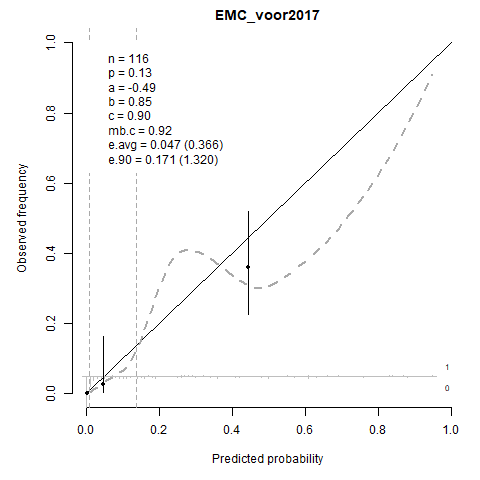 EMC_voor2017
n = 116
p = 0.13
a = -0.49
b = 0.85
c = 0.90
mb.c = 0.92
e.avg = 0.047 (0.366)
e.90 = 0.171 (1.320)
Observed frequency
1.0
0.8
0.6
0.4
0.2
0.0
1
0
0.0 0.2 0.4 0.6 0.8 1.0
Predicted probability